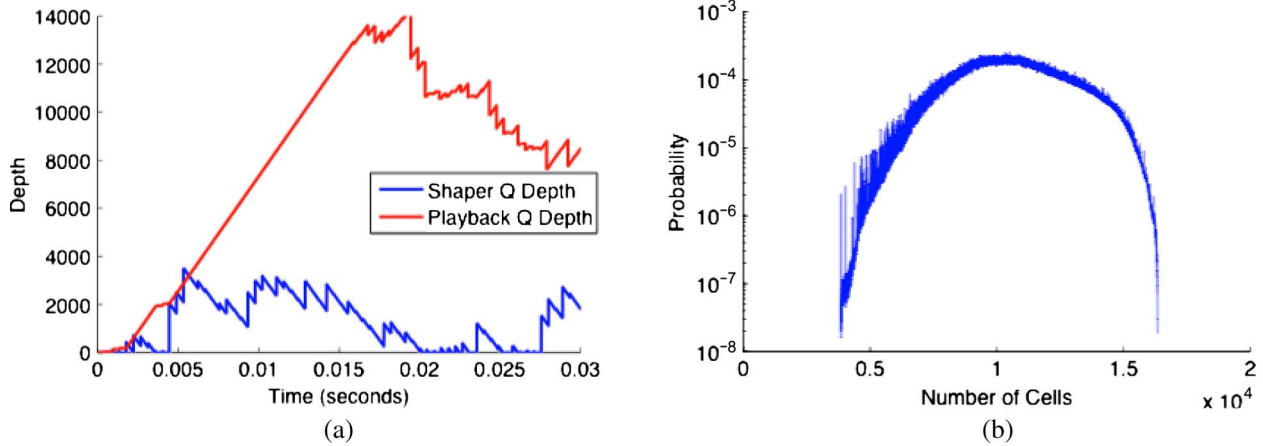 14000
12000
10000
8000
6000
4000
2000
0
Depth
Shaper Q Depth
Playback Q Depth
0 0.005 0.01 0.015 0.02 0.025 0.03
Time (seconds)
(a)
10^-3
10^-4
10^-5
10^-6
10^-7
10^-8
Probability
0 0.5 1 1.5 2
x 10^4
Number of Cells
(b)